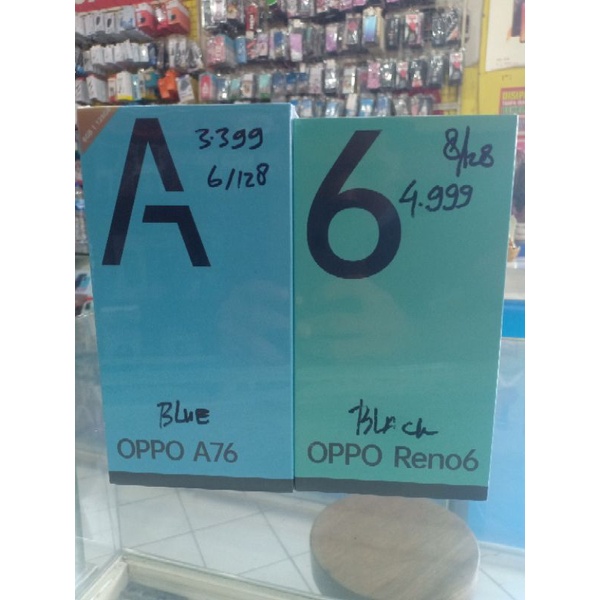 A
3.399
6/128
BLUE
OPPO A76
6
8/128
4.999
BLACK
OPPO Reno6